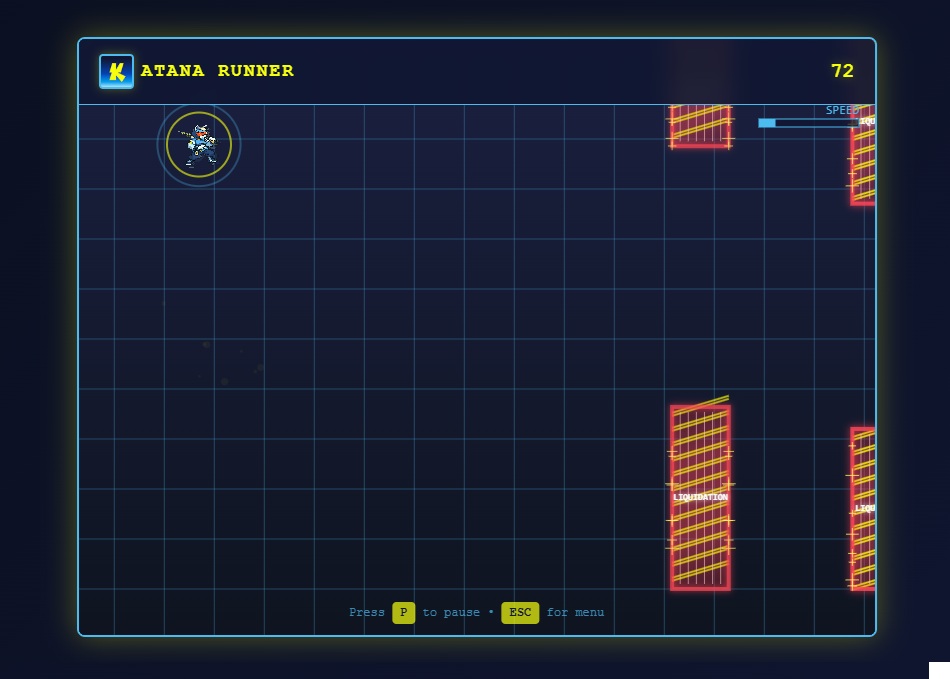 K ATANA RUNNER
72
SPEED
LIQUIDATION
Press P to pause • ESC for menu